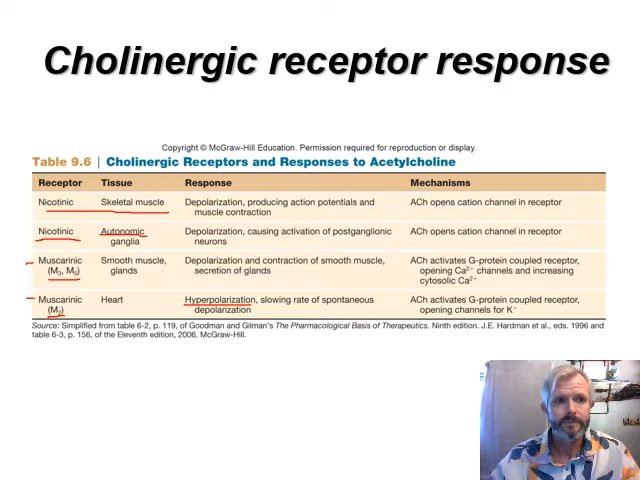 Cholinergic receptor response
Copyright © McGraw-Hill Education. Permission required for reproduction or display.
Table 9.6 | Cholinergic Receptors and Responses to Acetylcholine
Receptor Tissue Response Mechanisms
Nicotinic Skeletal muscle Depolarization, producing action potentials and ACh opens cation channel in receptor
muscle contraction
Nicotinic Autonomic Depolarization, causing activation of postganglionic ACh opens cation channel in receptor
ganglia neurons
Muscarinic Smooth muscle, Depolarization and contraction of smooth muscle, ACh activates G-protein coupled receptor,
(M₃, M₅) glands secretion of glands opening Ca²⁺ channels and increasing
cytosolic Ca²⁺
Muscarinic Heart Hyperpolarization, slowing rate of spontaneous ACh activates G-protein coupled receptor,
(M₂) depolarization opening channels for K⁺
Source: Simplified from table 6-2, p. 119, of Goodman and Gilman's The Pharmacological Basis of Therapeutics. Ninth edition. J.E. Hardman et al., eds. 1996 and
table 6-3, p. 156, of the Eleventh edition, 2006. McGraw-Hill.